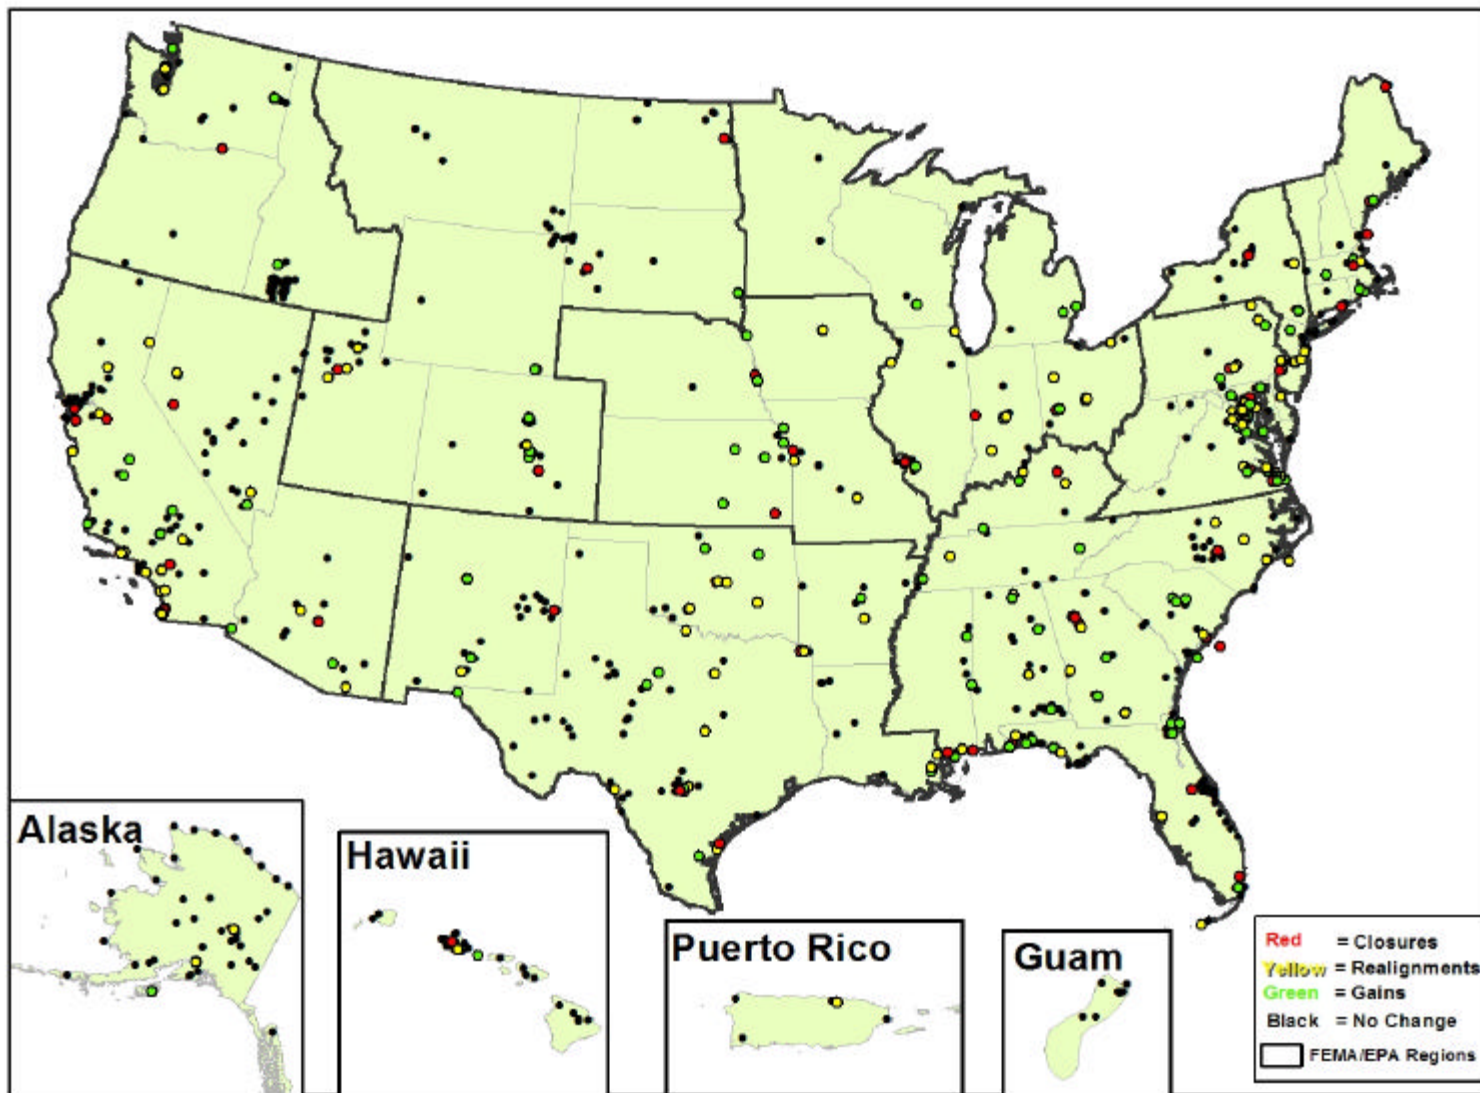 Alaska
Hawaii
Puerto Rico
Guam
Red = Closures
Yellow = Realignments
Green = Gains
Black = No Change
FEMA/EPA Regions